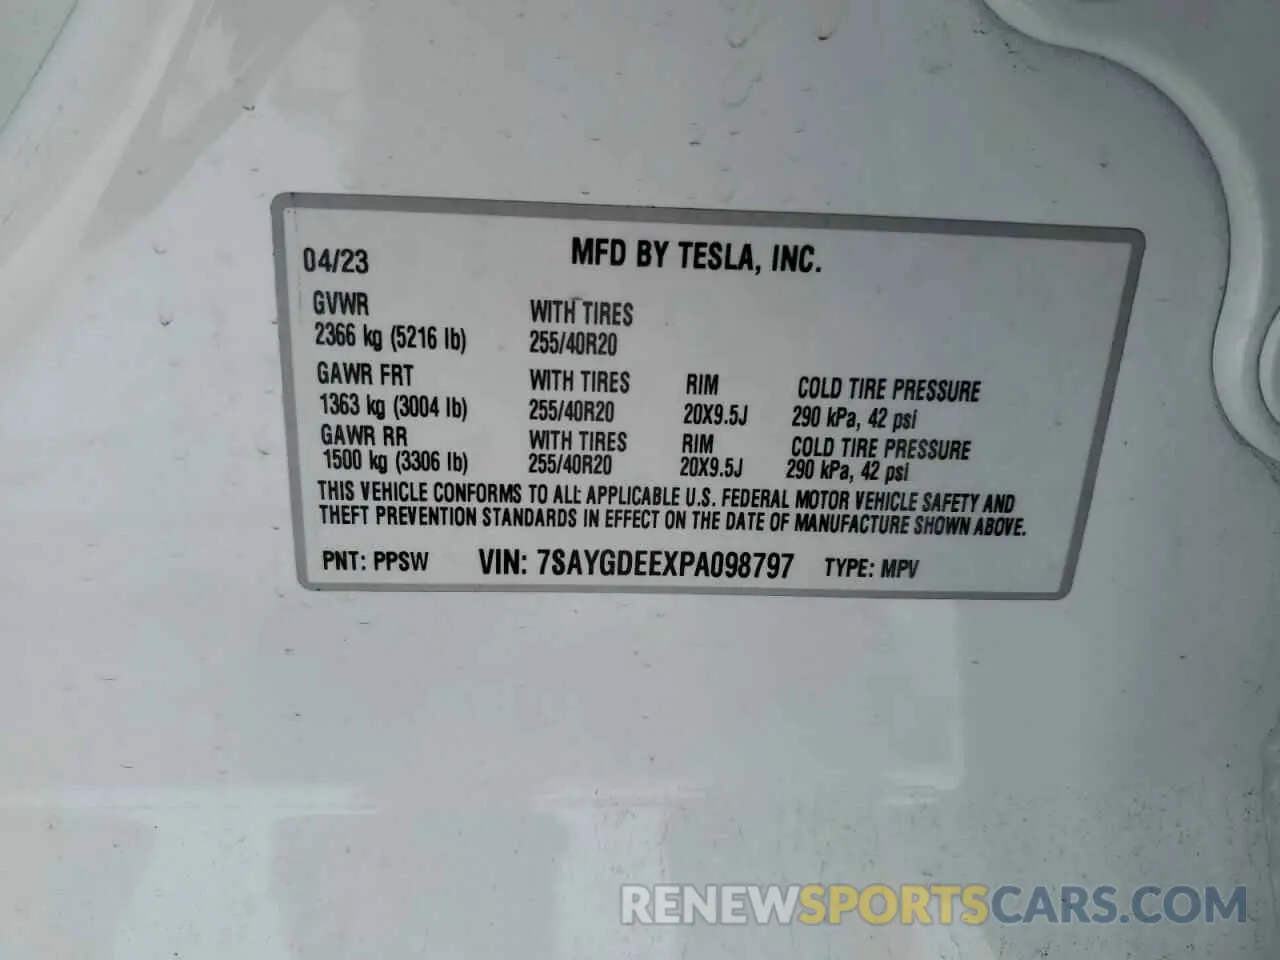 04/23 MFD BY TESLA, INC.
GVWR WITH TIRES
2366 kg (5216 lb) 255/40R20
GAWR FRT WITH TIRES RIM COLD TIRE PRESSURE
1363 kg (3004 lb) 255/40R20 20X9.5J 290 kPa, 42 psi
GAWR RR WITH TIRES RIM COLD TIRE PRESSURE
1500 kg (3306 lb) 255/40R20 20X9.5J 290 kPa, 42 psi
THIS VEHICLE CONFORMS TO ALL APPLICABLE U.S. FEDERAL MOTOR VEHICLE SAFETY AND
THEFT PREVENTION STANDARDS IN EFFECT ON THE DATE OF MANUFACTURE SHOWN ABOVE.
PNT: PPSW VIN: 7SAYGDEEXPA098797 TYPE: MPV
RENEWSPORTSCARS.COM